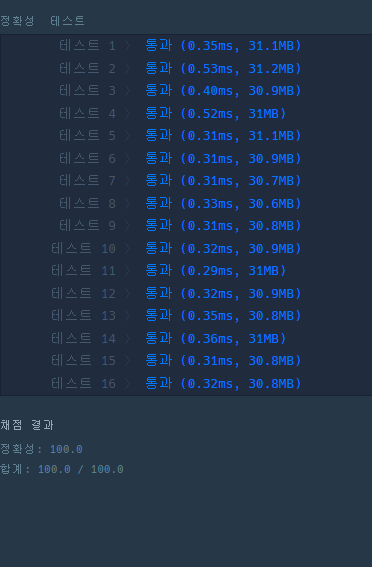 정확성 테스트
테스트 1 〉 통과 (0.35ms, 31.1MB)
테스트 2 〉 통과 (0.53ms, 31.2MB)
테스트 3 〉 통과 (0.40ms, 30.9MB)
테스트 4 〉 통과 (0.52ms, 31MB)
테스트 5 〉 통과 (0.31ms, 31.1MB)
테스트 6 〉 통과 (0.31ms, 30.9MB)
테스트 7 〉 통과 (0.31ms, 30.7MB)
테스트 8 〉 통과 (0.33ms, 30.6MB)
테스트 9 〉 통과 (0.31ms, 30.8MB)
테스트 10 〉 통과 (0.32ms, 30.9MB)
테스트 11 〉 통과 (0.29ms, 31MB)
테스트 12 〉 통과 (0.32ms, 30.9MB)
테스트 13 〉 통과 (0.35ms, 30.8MB)
테스트 14 〉 통과 (0.36ms, 31MB)
테스트 15 〉 통과 (0.31ms, 30.8MB)
테스트 16 〉 통과 (0.32ms, 30.8MB)
채점 결과
정확성: 100.0
합계: 100.0 / 100.0